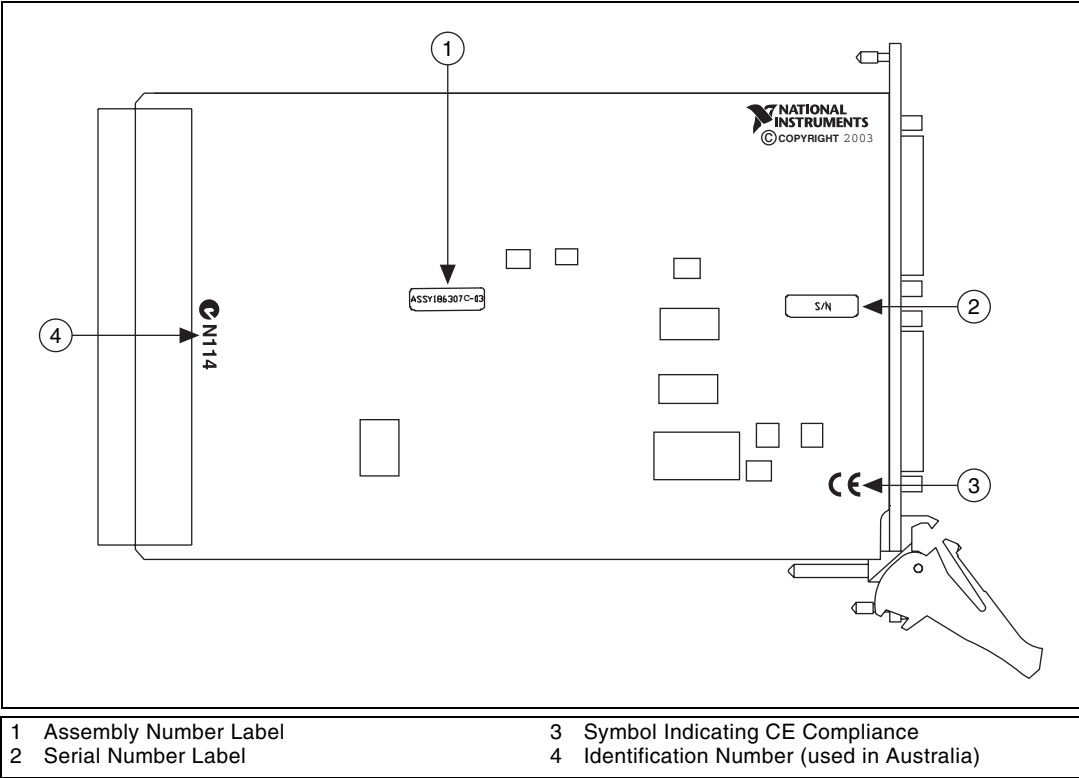 1
NATIONAL
INSTRUMENTS
© COPYRIGHT 2003
ASSY186307C-03
S/N
2
4
N114
CE
3
1 Assembly Number Label
2 Serial Number Label
3 Symbol Indicating CE Compliance
4 Identification Number (used in Australia)